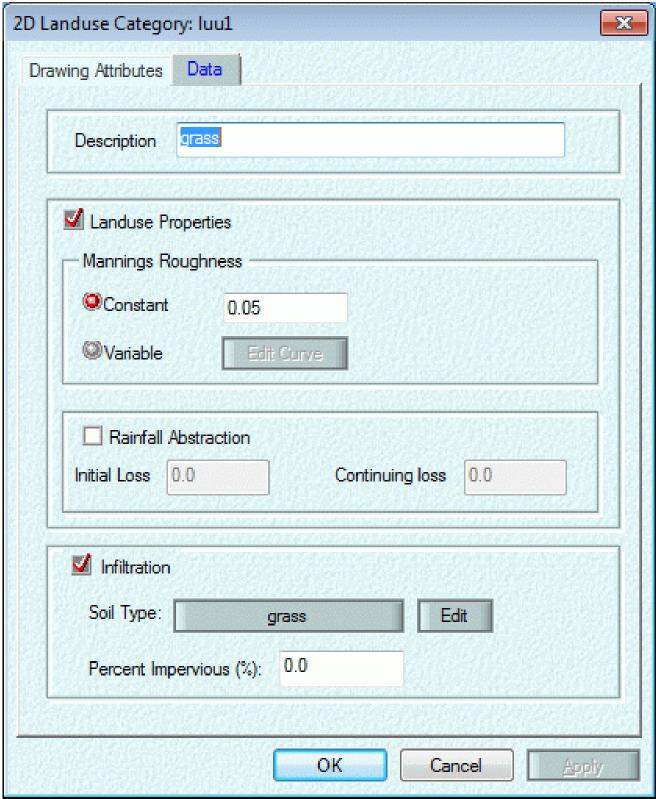 2D Landuse Category: luu1
Drawing Attributes Data
Description grass
Landuse Properties
Mannings Roughness
Constant 0.05
Variable Edit Curve
Rainfall Abstraction
Initial Loss 0.0 Continuing loss 0.0
Infiltration
Soil Type: grass Edit
Percent Impervious (%): 0.0
OK Cancel Apply